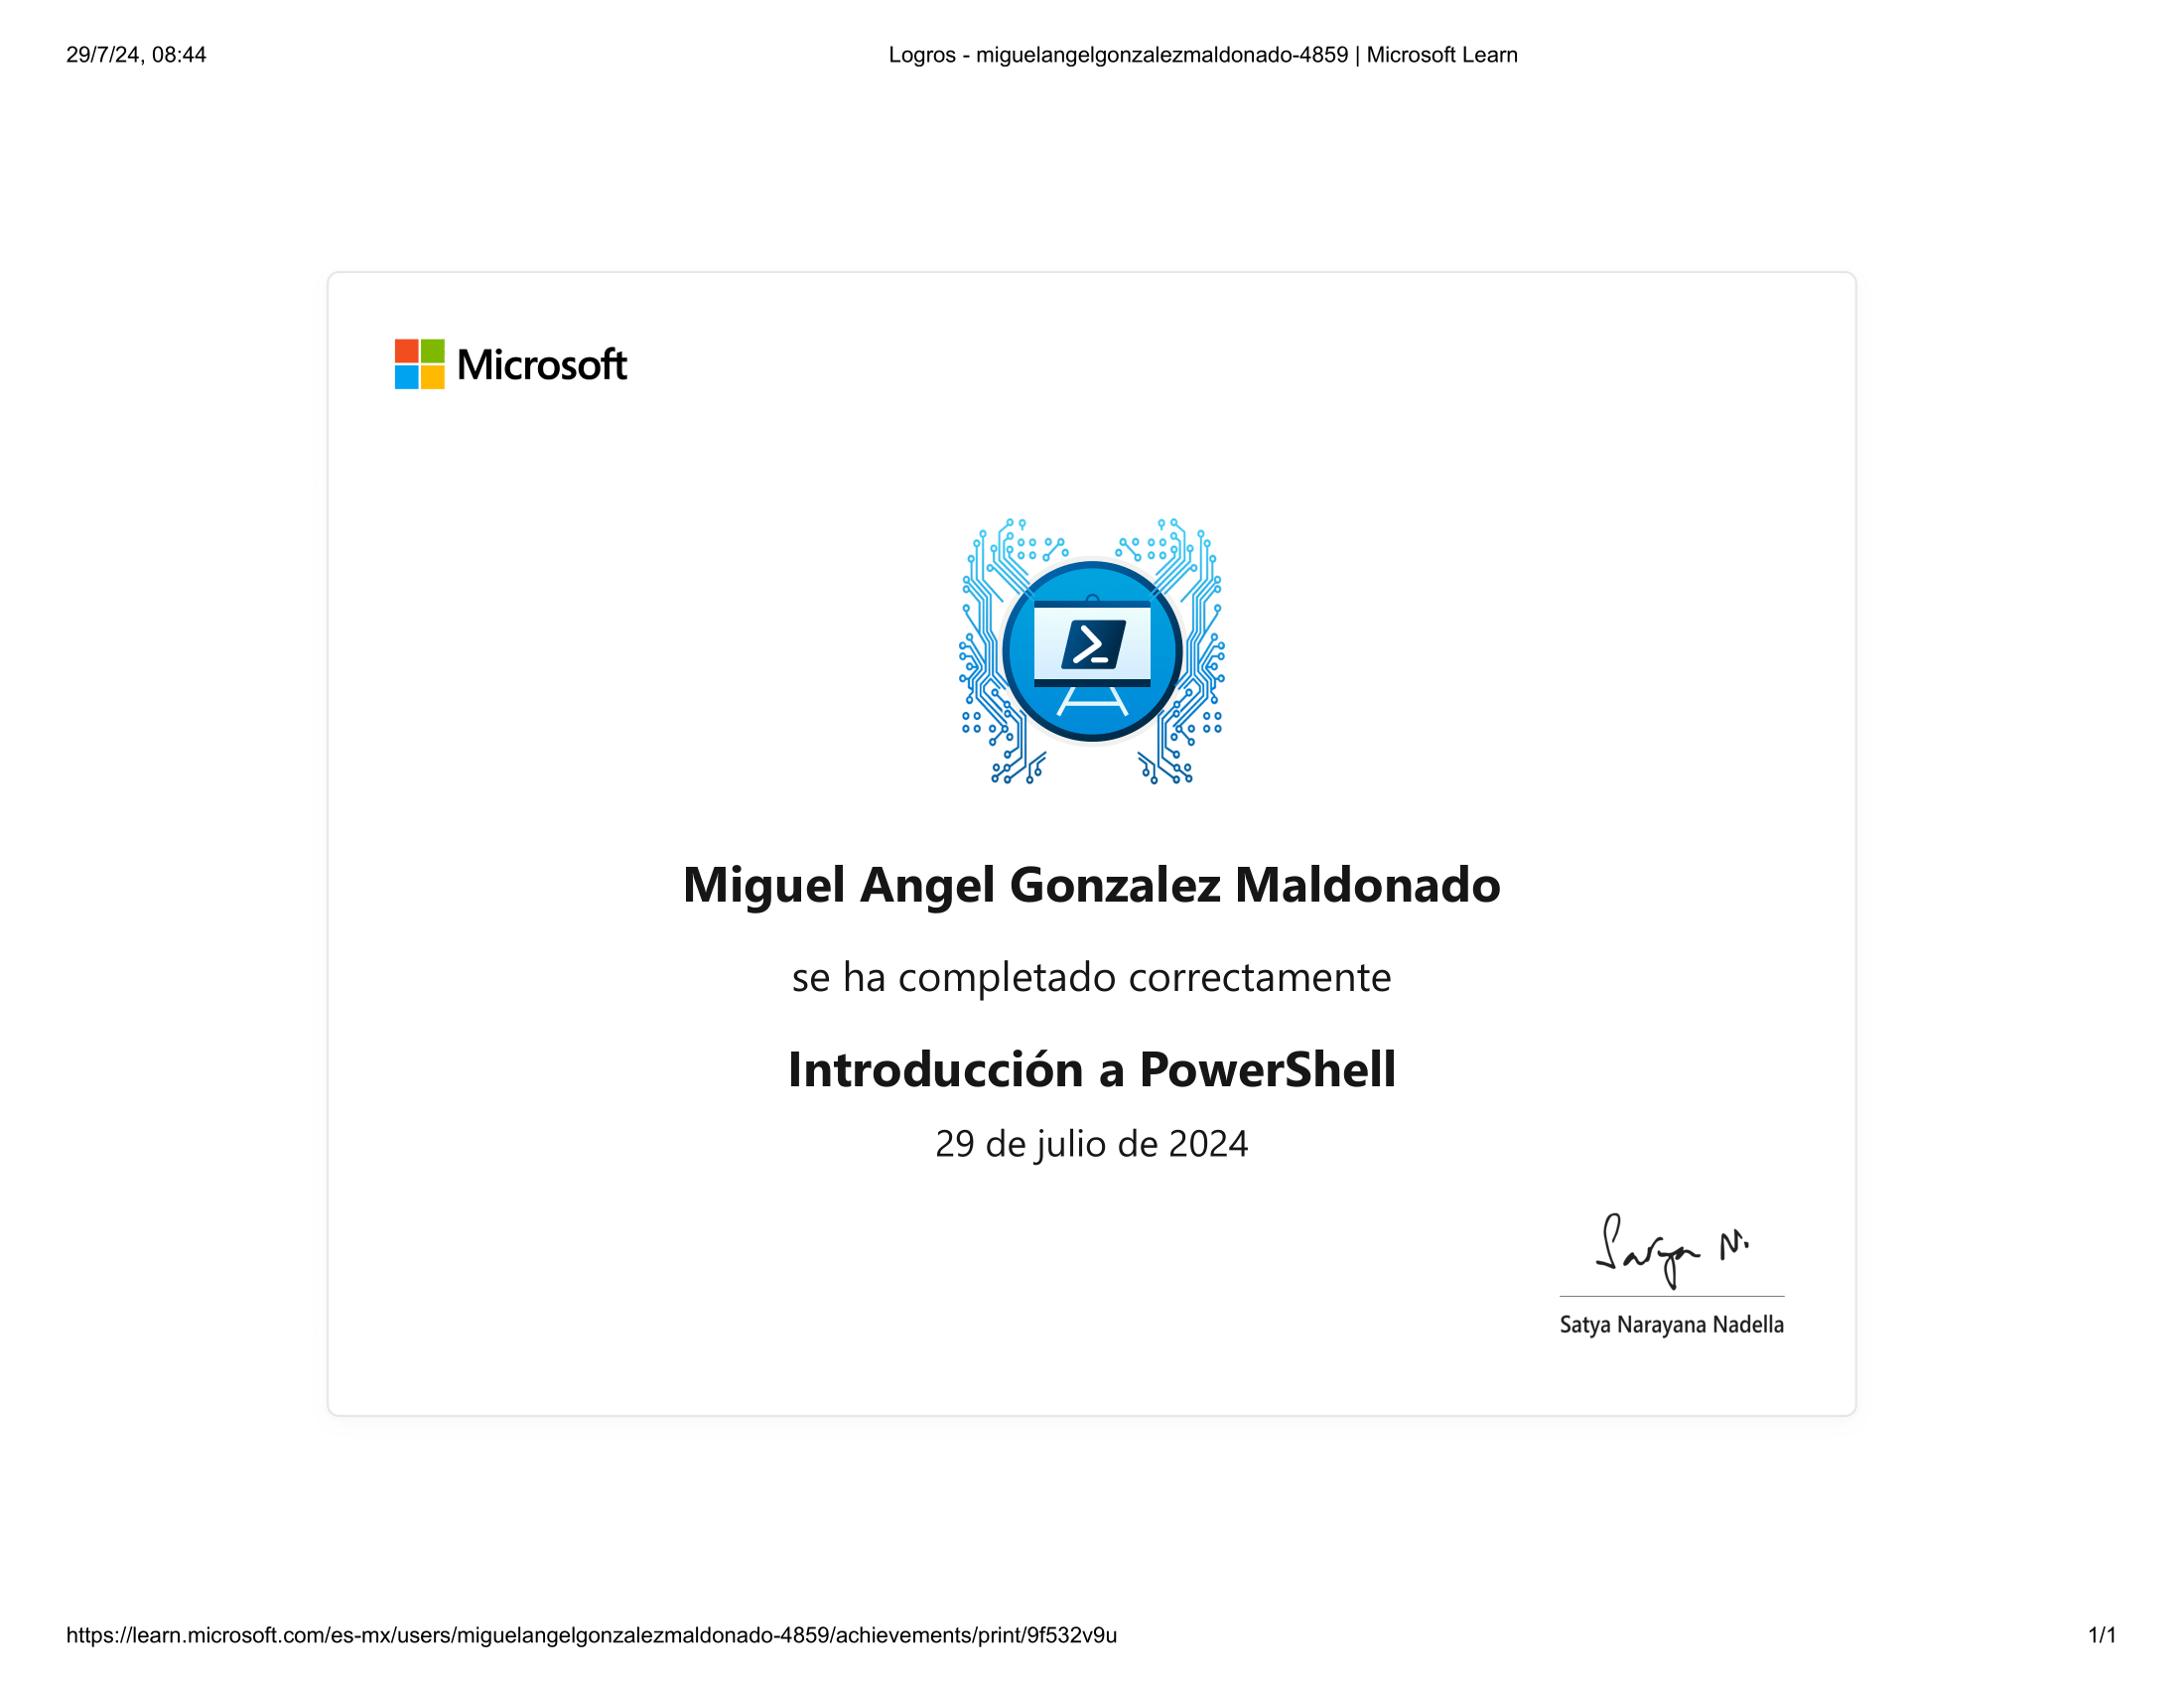 29/7/24, 08:44
Logros - miguelangelgonzalezmaldonado-4859 | Microsoft Learn
Microsoft
Miguel Angel Gonzalez Maldonado
se ha completado correctamente
Introducción a PowerShell
29 de julio de 2024
Satya N.
Satya Narayana Nadella
https://learn.microsoft.com/es-mx/users/miguelangelgonzalezmaldonado-4859/achievements/print/9f532v9u
1/1